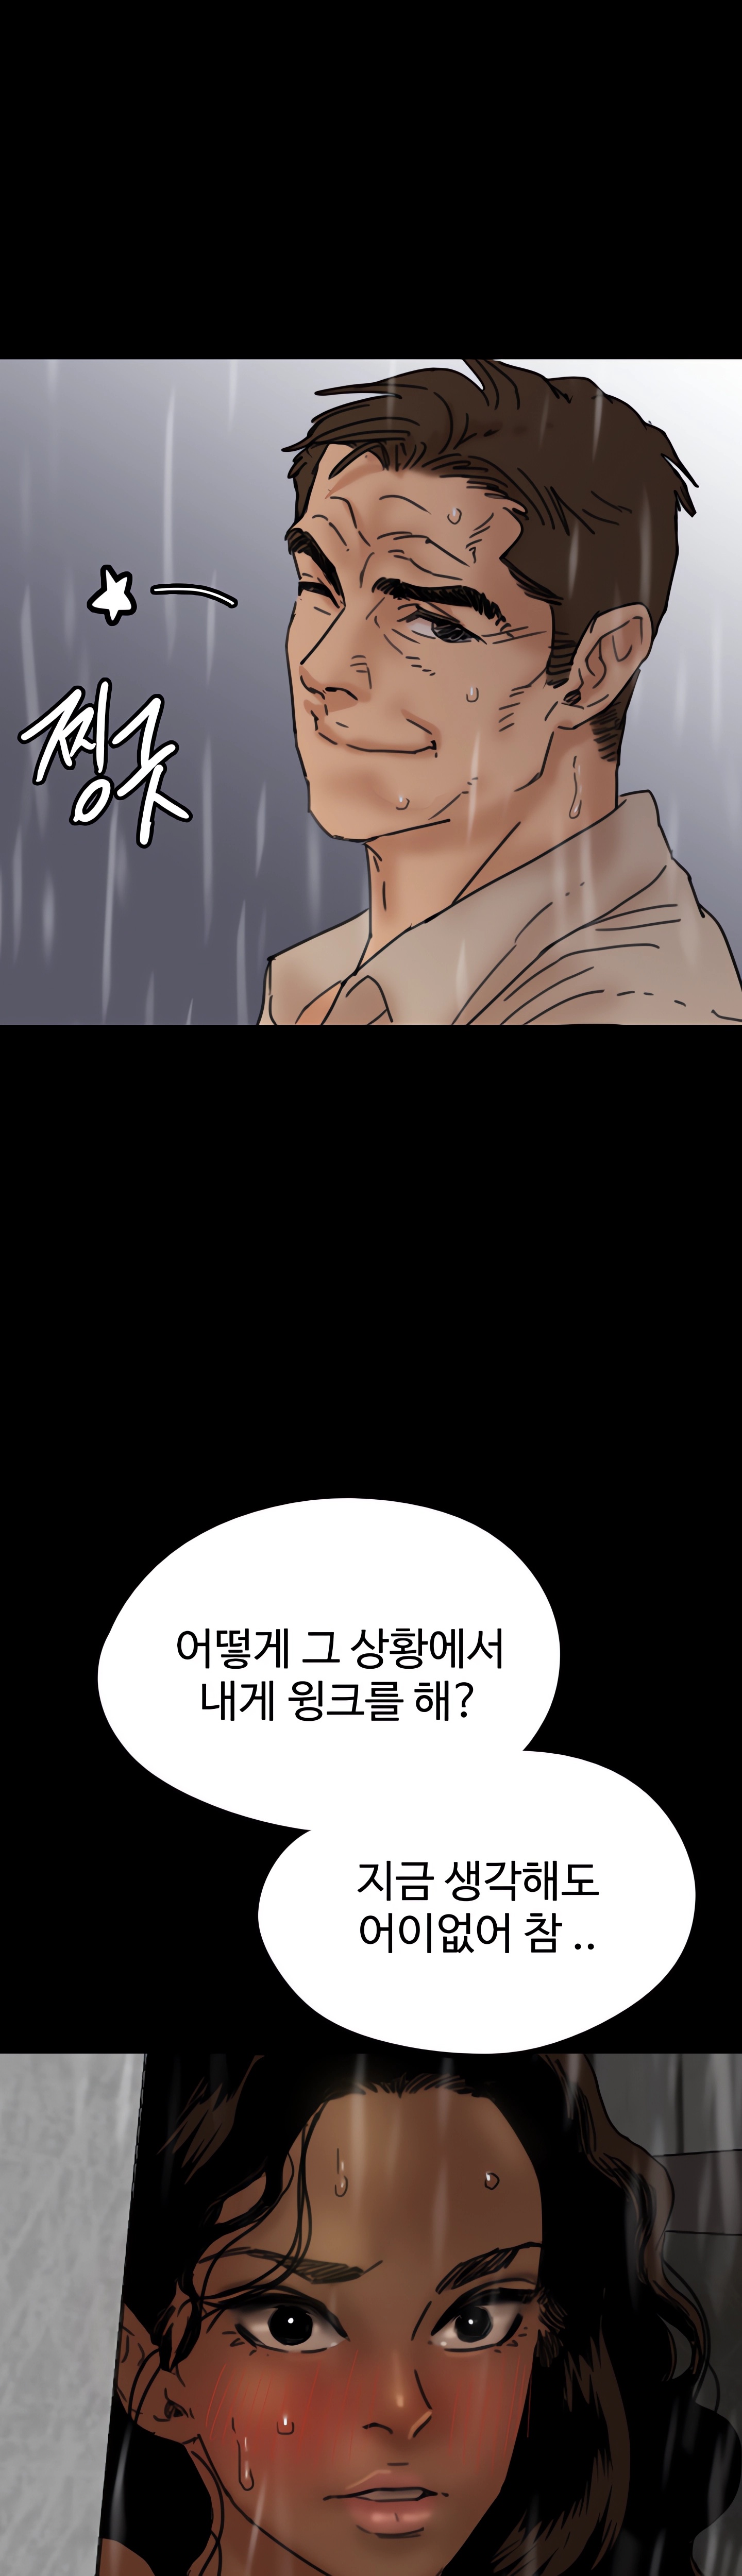 찡긋
어떻게 그 상황에서
내게 윙크를 해?
지금 생각해도
어이없어 참 ..